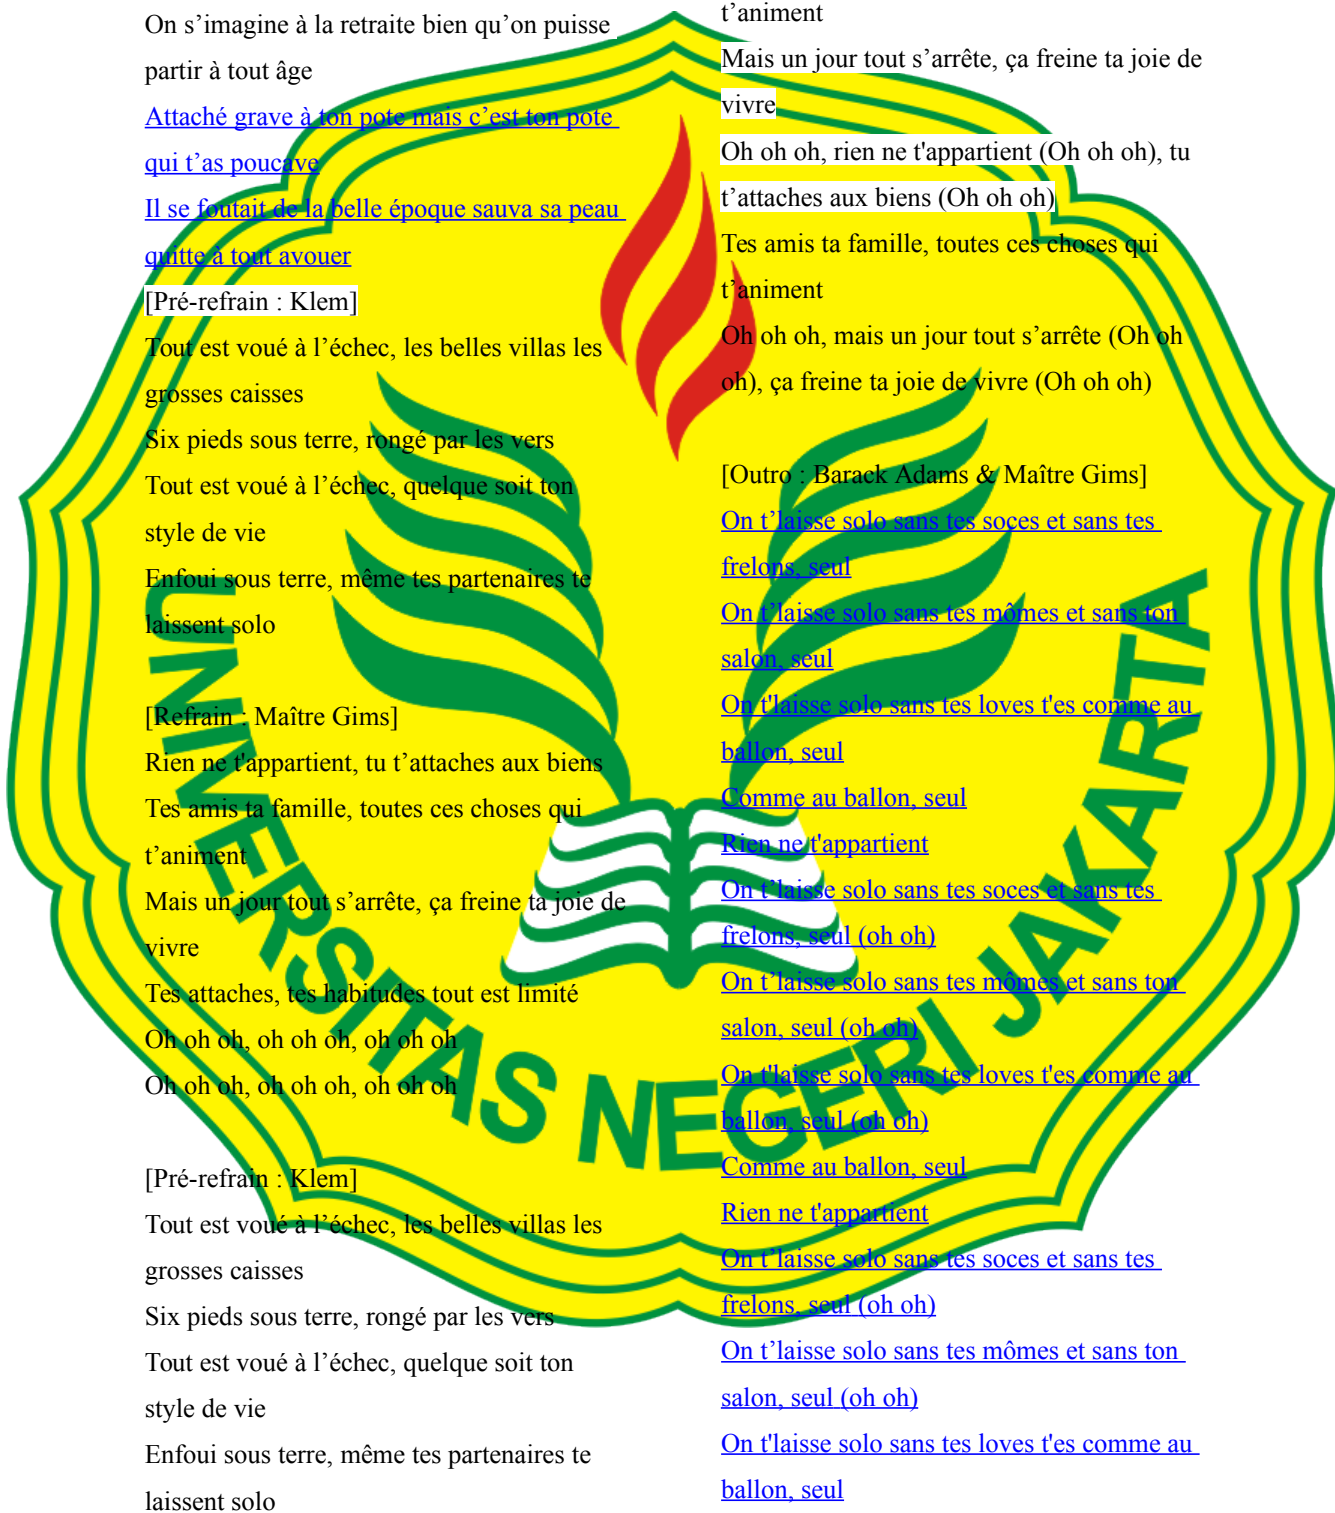 On s’imagine à la retraite bien qu’on puisse
partir à tout âge
Attaché grave à ton pote mais c’est ton pote
qui t’as poucave
Il se foutait de la belle époque sauva sa peau
quitte à tout avouer
[Pré-refrain : Klem]
Tout est voué à l’échec, les belles villas les
grosses caisses
Six pieds sous terre, rongé par les vers
Tout est voué à l’échec, quelque soit ton
style de vie
Enfoui sous terre, même tes partenaires te
laissent solo
[Refrain : Maître Gims]
Rien ne t'appartient, tu t’attaches aux biens
Tes amis ta famille, toutes ces choses qui
t’animent
Mais un jour tout s’arrête, ça freine ta joie de
vivre
Tes attaches, tes habitudes tout est limité
Oh oh oh, oh oh oh, oh oh oh
Oh oh oh, oh oh oh, oh oh oh
[Pré-refrain : Klem]
Tout est voué à l’échec, les belles villas les
grosses caisses
Six pieds sous terre, rongé par les vers
Tout est voué à l’échec, quelque soit ton
style de vie
Enfoui sous terre, même tes partenaires te
laissent solo
t’animent
Mais un jour tout s’arrête, ça freine ta joie de
vivre
Oh oh oh, rien ne t'appartient (Oh oh oh), tu
t’attaches aux biens (Oh oh oh)
Tes amis ta famille, toutes ces choses qui
t’animent
Oh oh oh, mais un jour tout s’arrête (Oh oh
oh), ça freine ta joie de vivre (Oh oh oh)
[Outro : Barack Adams & Maître Gims]
On t’laisse solo sans tes soces et sans tes
frelons, seul
On t’laisse solo sans tes mômes et sans ton
salon, seul
On t'laisse solo sans tes loves t'es comme au
ballon, seul
Comme au ballon, seul
Rien ne t'appartient
On t’laisse solo sans tes soces et sans tes
frelons, seul (oh oh)
On t’laisse solo sans tes mômes et sans ton
salon, seul (oh oh)
On t'laisse solo sans tes loves t'es comme au
ballon, seul (oh oh)
Comme au ballon, seul
Rien ne t'appartient
On t’laisse solo sans tes soces et sans tes
frelons, seul (oh oh)
On t’laisse solo sans tes mômes et sans ton
salon, seul (oh oh)
On t'laisse solo sans tes loves t'es comme au
ballon, seul
UNIVERSITAS NEGERI JAKARTA